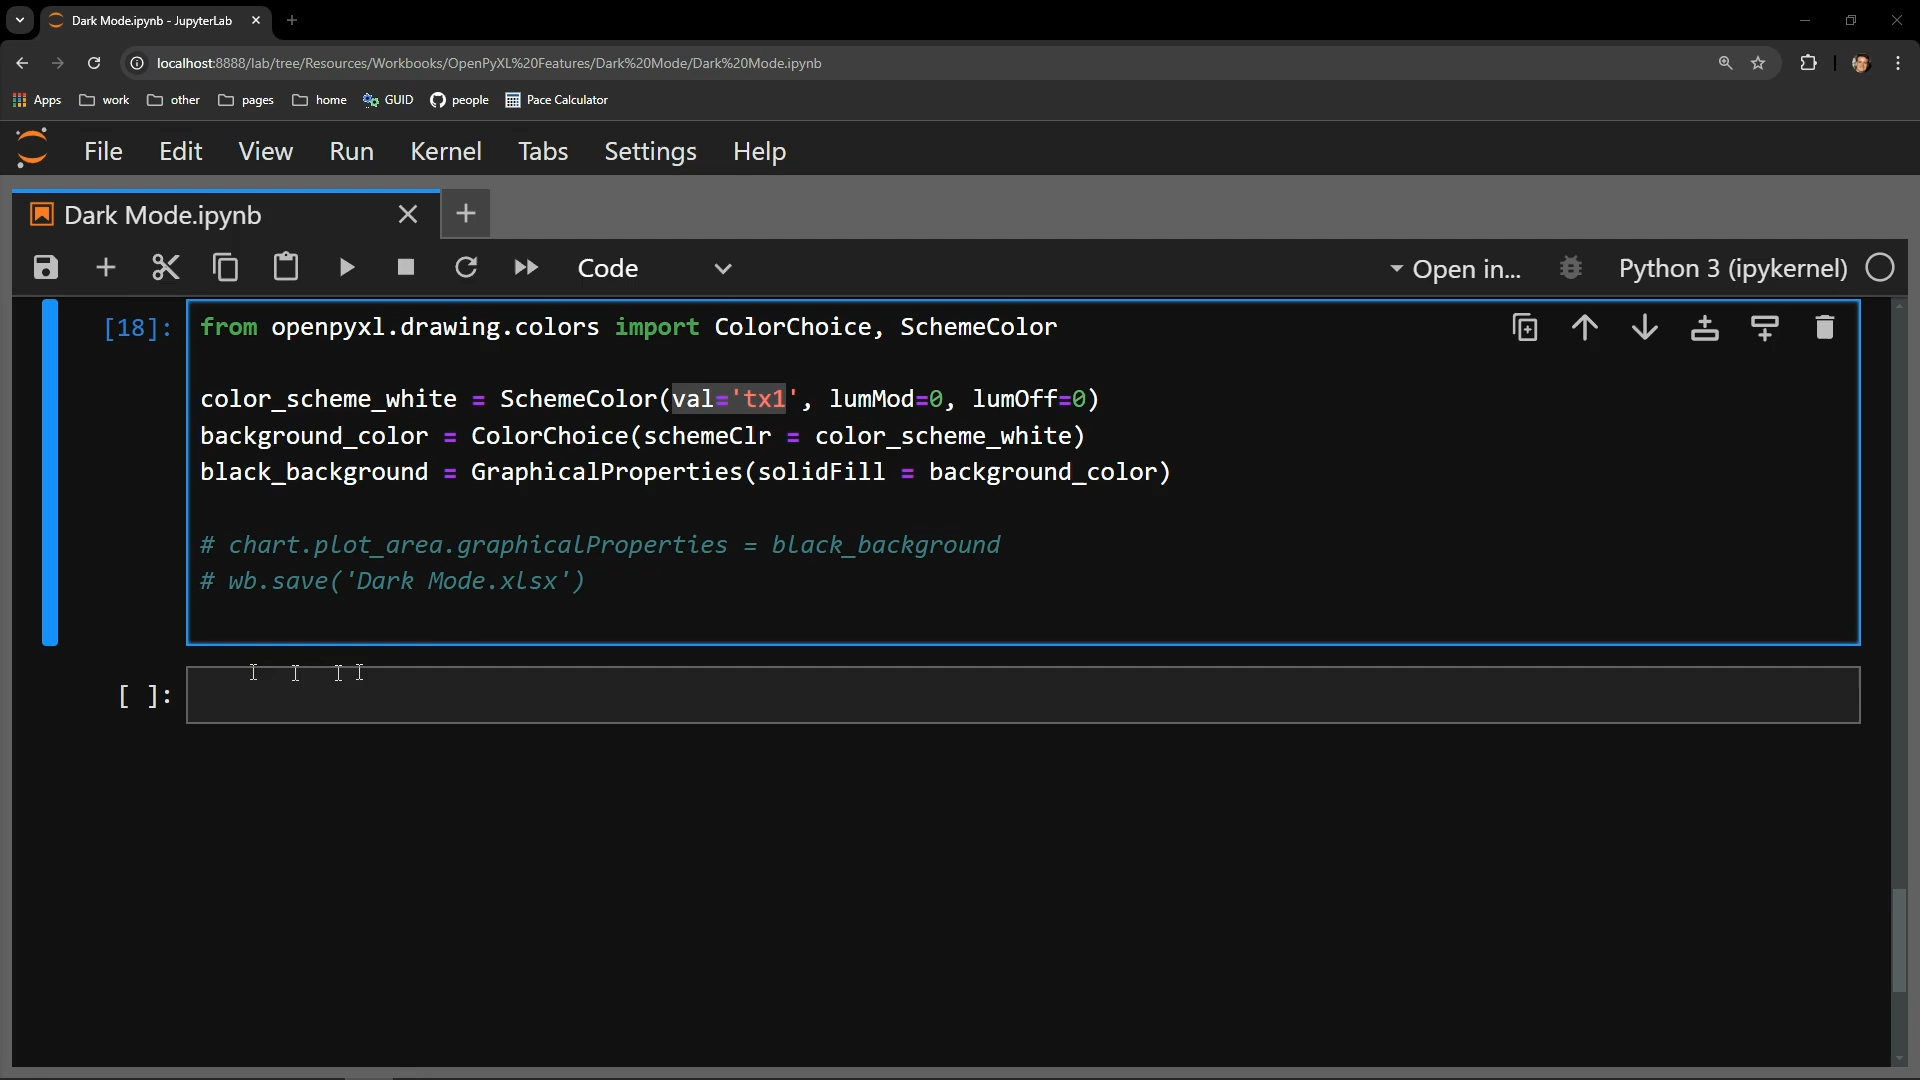 Dark Mode.ipynb - JupyterLab
localhost:8888/lab/tree/Resources/Workbooks/OpenPyXL%20Features/Dark%20Mode/Dark%20Mode.ipynb
Apps work other pages home GUID people Pace Calculator
File Edit View Run Kernel Tabs Settings Help
Dark Mode.ipynb
Code Open in... Python 3 (ipykernel)
[18]: from openpyxl.drawing.colors import ColorChoice, SchemeColor
color_scheme_white = SchemeColor(val='tx1', lumMod=0, lumOff=0)
background_color = ColorChoice(schemeClr = color_scheme_white)
black_background = GraphicalProperties(solidFill = background_color)
# chart.plot_area.graphicalProperties = black_background
# wb.save('Dark Mode.xlsx')
[ ]: